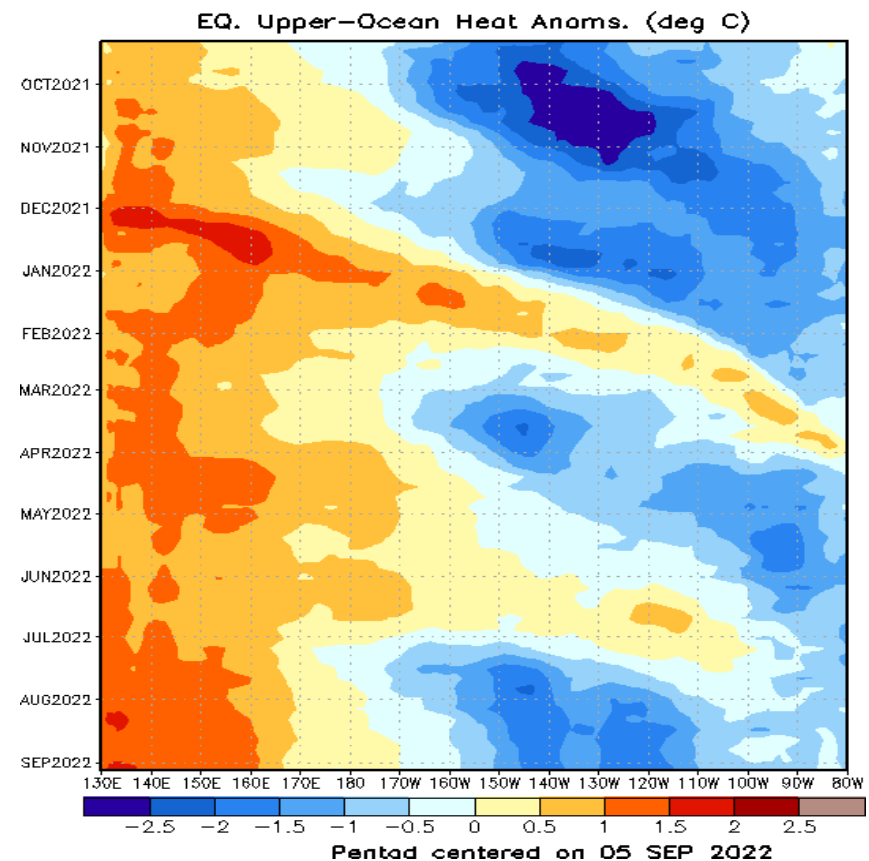 EQ. Upper-Ocean Heat Anoms. (deg C)
OCT2021
NOV2021
DEC2021
JAN2022
FEB2022
MAR2022
APR2022
MAY2022
JUN2022
JUL2022
AUG2022
SEP2022
130E 140E 150E 160E 170E 180 170W 160W 150W 140W 130W 120W 110W 100W 90W 80W
-2.5 -2 -1.5 -1 -0.5 0 0.5 1 1.5 2 2.5
Pentad centered on 05 SEP 2022